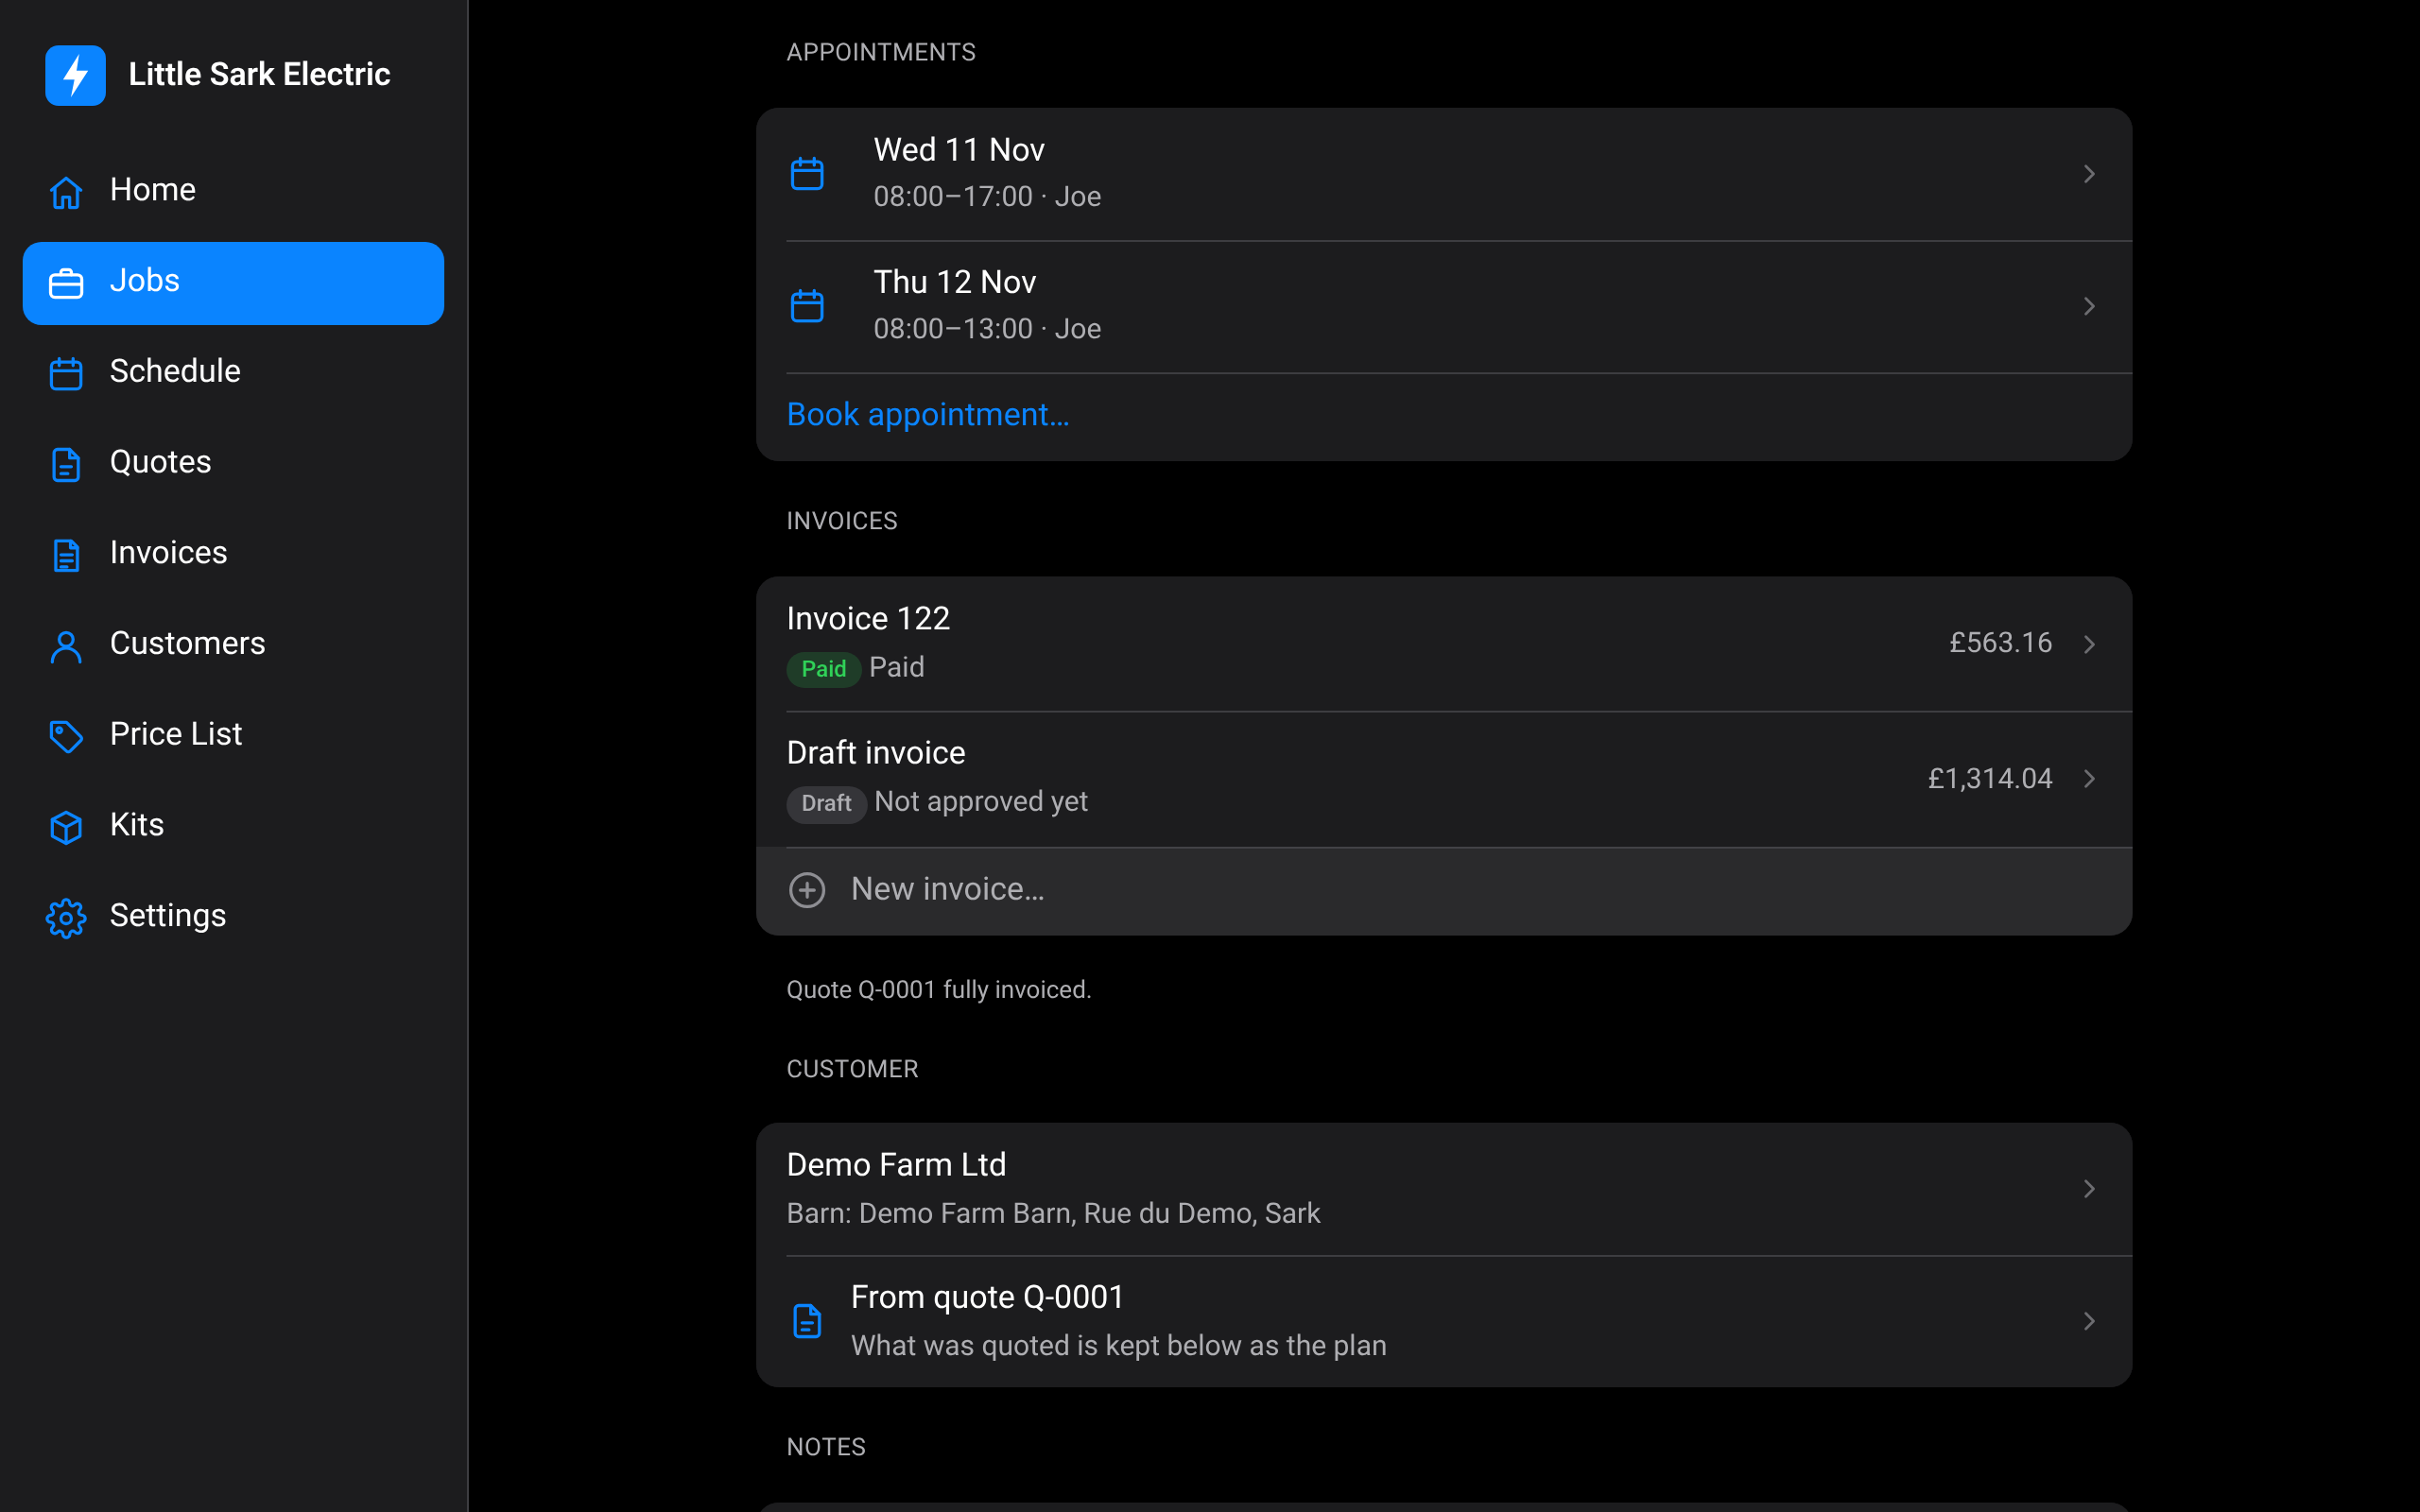 Little Sark Electric
Home
Jobs
Schedule
Quotes
Invoices
Customers
Price List
Kits
Settings
APPOINTMENTS
Wed 11 Nov
08:00–17:00 · Joe
Thu 12 Nov
08:00–13:00 · Joe
Book appointment…
INVOICES
Invoice 122
£563.16
Paid Paid
Draft invoice
£1,314.04
Draft Not approved yet
New invoice…
Quote Q-0001 fully invoiced.
CUSTOMER
Demo Farm Ltd
Barn: Demo Farm Barn, Rue du Demo, Sark
From quote Q-0001
What was quoted is kept below as the plan
NOTES